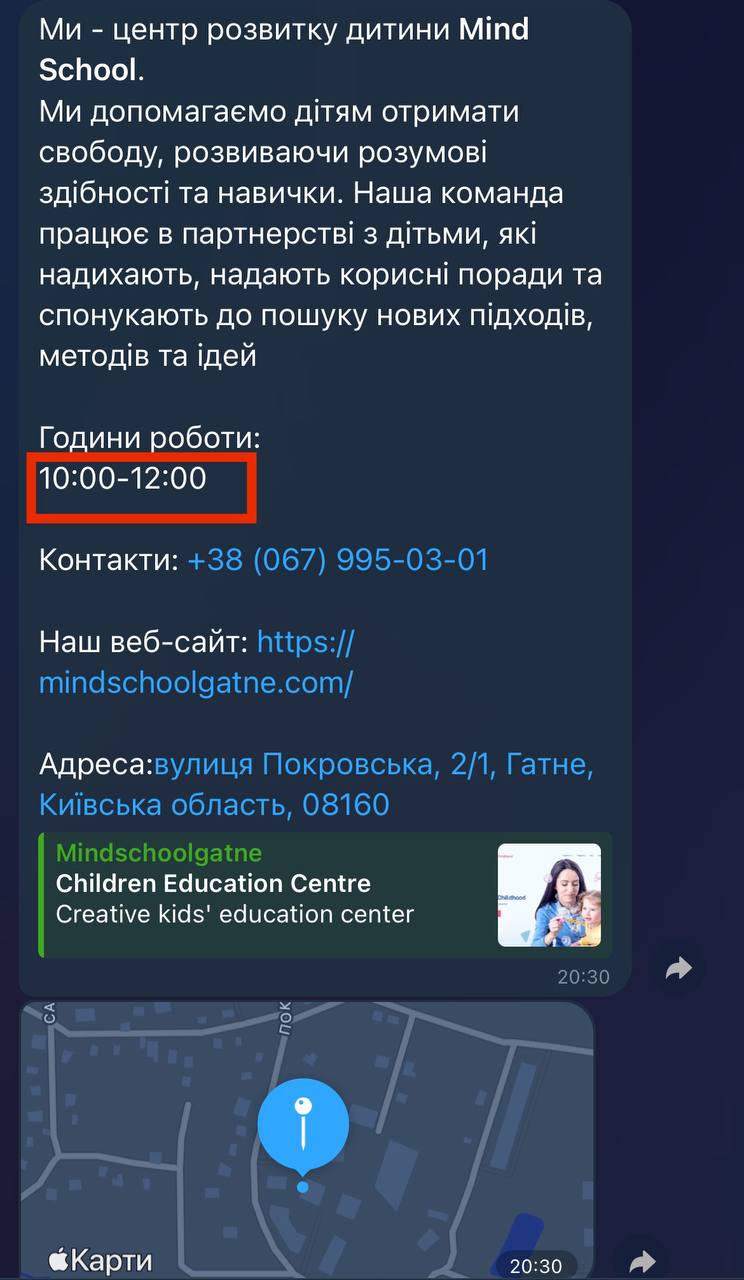 Ми - центр розвитку дитини Mind
School.
Ми допомагаємо дітям отримати
свободу, розвиваючи розумові
здібності та навички. Наша команда
працює в партнерстві з дітьми, які
надихають, надають корисні поради та
спонукають до пошуку нових підходів,
методів та ідей
Години роботи:
10:00-12:00
Контакти: +38 (067) 995-03-01
Наш веб-сайт: https://
mindschoolgatne.com/
Адреса:вулиця Покровська, 2/1, Гатне,
Київська область, 08160
Mindschoolgatne
Children Education Centre
Creative kids' education center
20:30
СА
ПОК
Карти
20:30